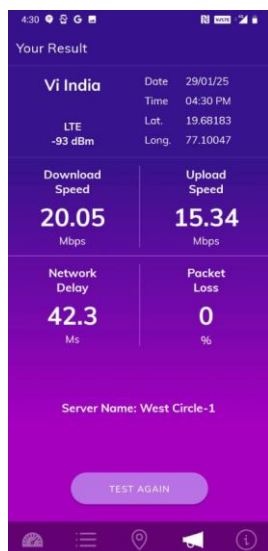 4:30 G
Your Result
Vi India
LTE
-93 dBm
Date 29/01/25
Time 04:30 PM
Lat. 19.68183
Long. 77.10047
Download Speed
20.05
Mbps
Upload Speed
15.34
Mbps
Network Delay
42.3
Ms
Packet Loss
0
%
Server Name: West Circle-1
TEST AGAIN